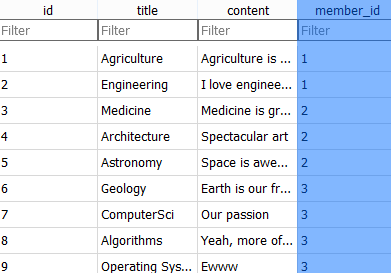 id title content member_id
Filter Filter Filter Filter
1 Agriculture Agriculture is ... 1
2 Engineering I love enginee... 1
3 Medicine Medicine is gr... 2
4 Architecture Spectacular art 2
5 Astronomy Space is awe... 2
6 Geology Earth is our fr... 3
7 ComputerSci Our passion 3
8 Algorithms Yeah, more of... 3
9 Operating Sys... Ewww 3